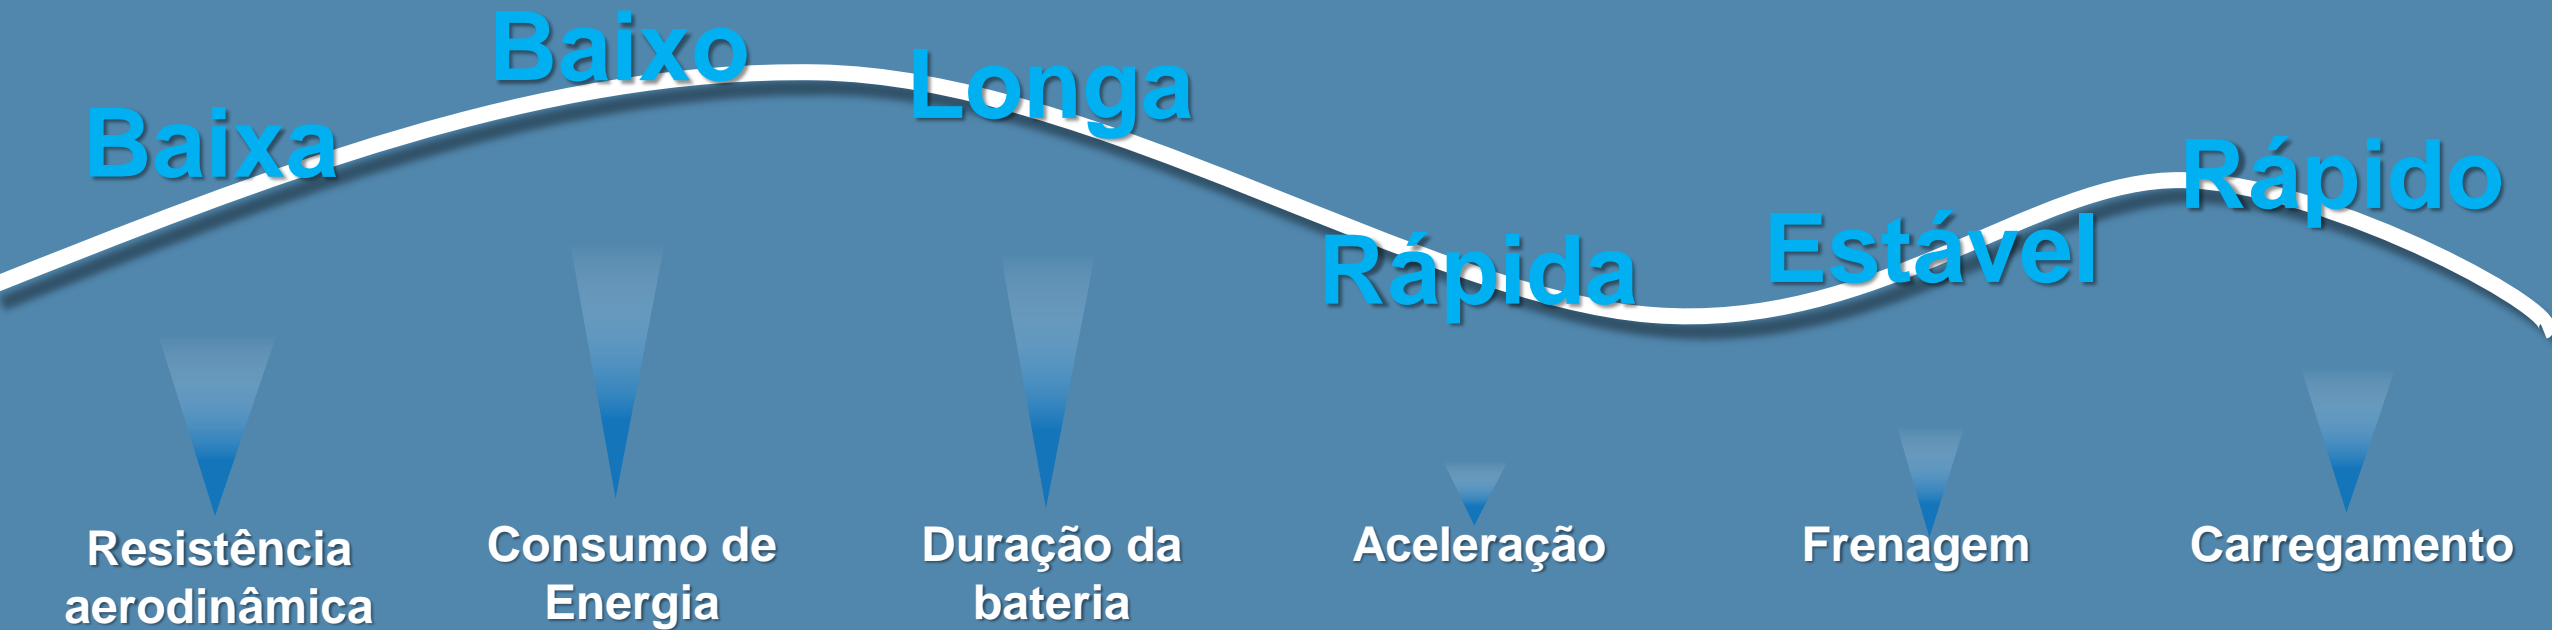 Baixa
Baixo
Longa
Rápida
Estável
Rápido
Resistência
aerodinâmica
Consumo de
Energia
Duração da
bateria
Aceleração
Frenagem
Carregamento